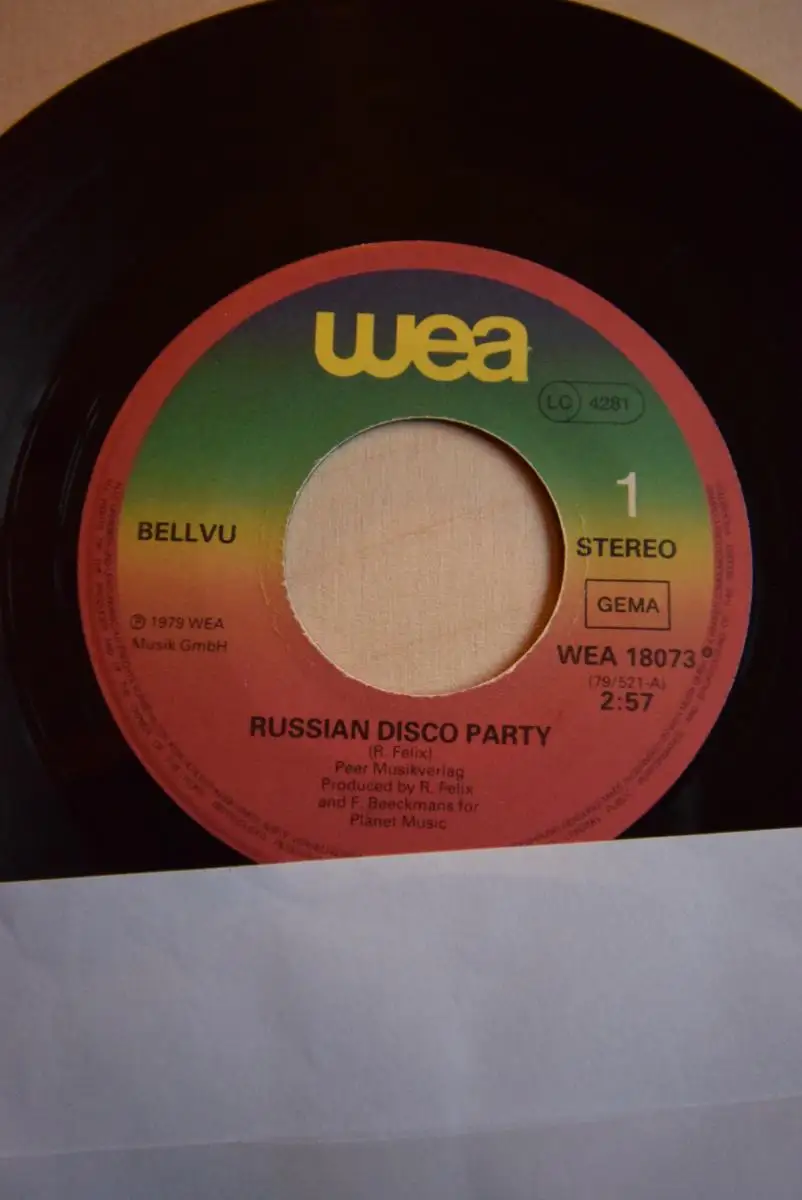 wea
LC 4281
1
BELLVU
STEREO
GEMA
℗ 1979 WEA
Musik GmbH
WEA 18073
(79/521-A)
2:57
RUSSIAN DISCO PARTY
(R. Felix)
Peer Musikverlag
Produced by R. Felix
and F. Beeckmans for
Planet Music